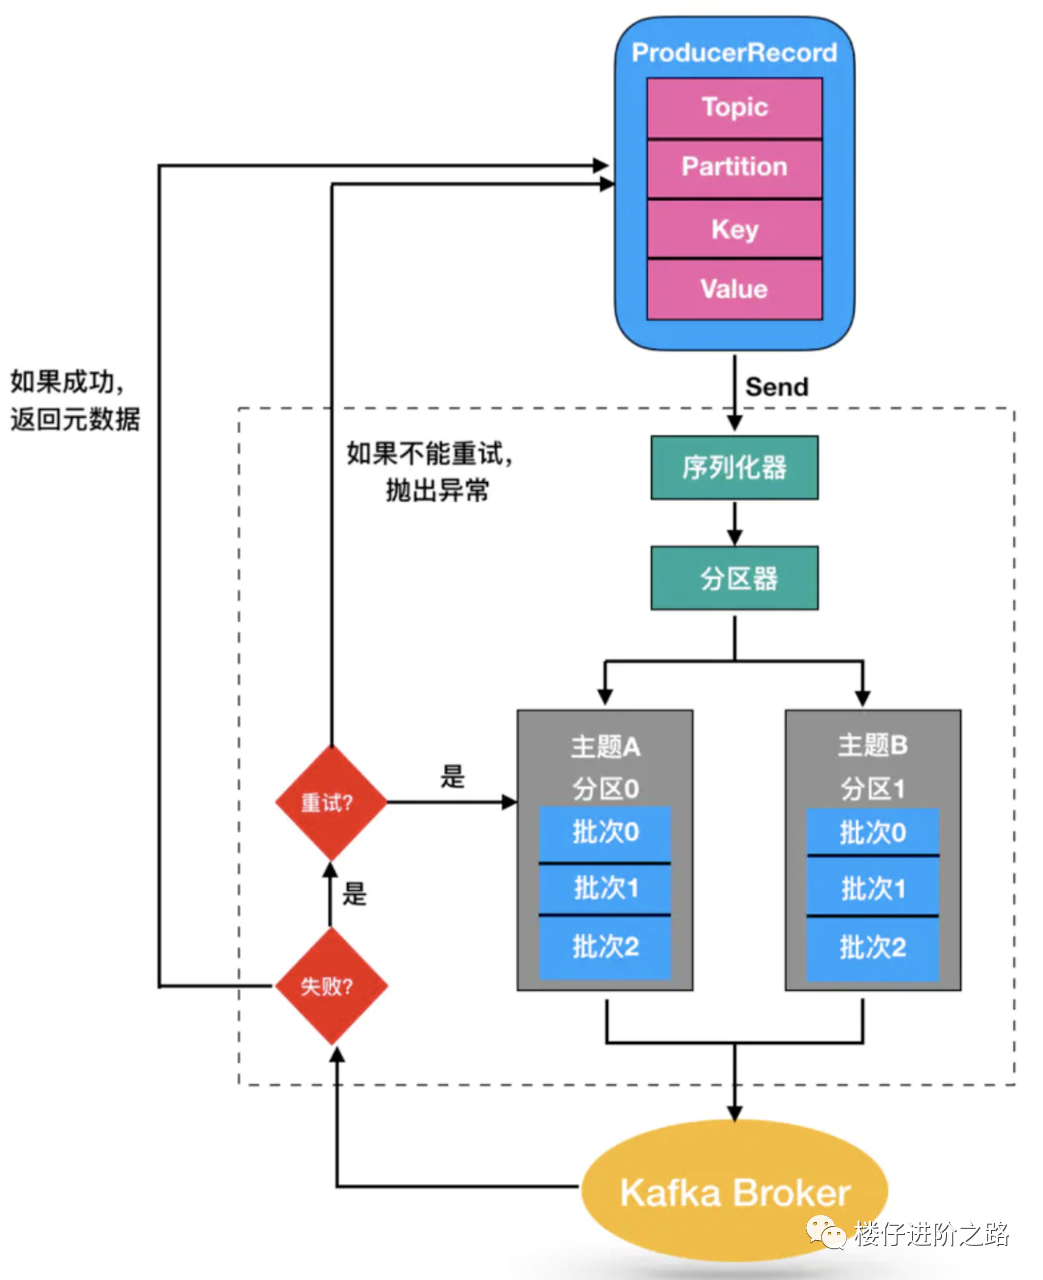 ProducerRecord
Topic
Partition
Key
Value
Send
如果成功，
返回元数据
如果不能重试，
抛出异常
序列化器
分区器
主题A
分区0
批次0
批次1
批次2
主题B
分区1
批次0
批次1
批次2
重试?
是
是
失败?
Kafka Broker
楼仔进阶之路